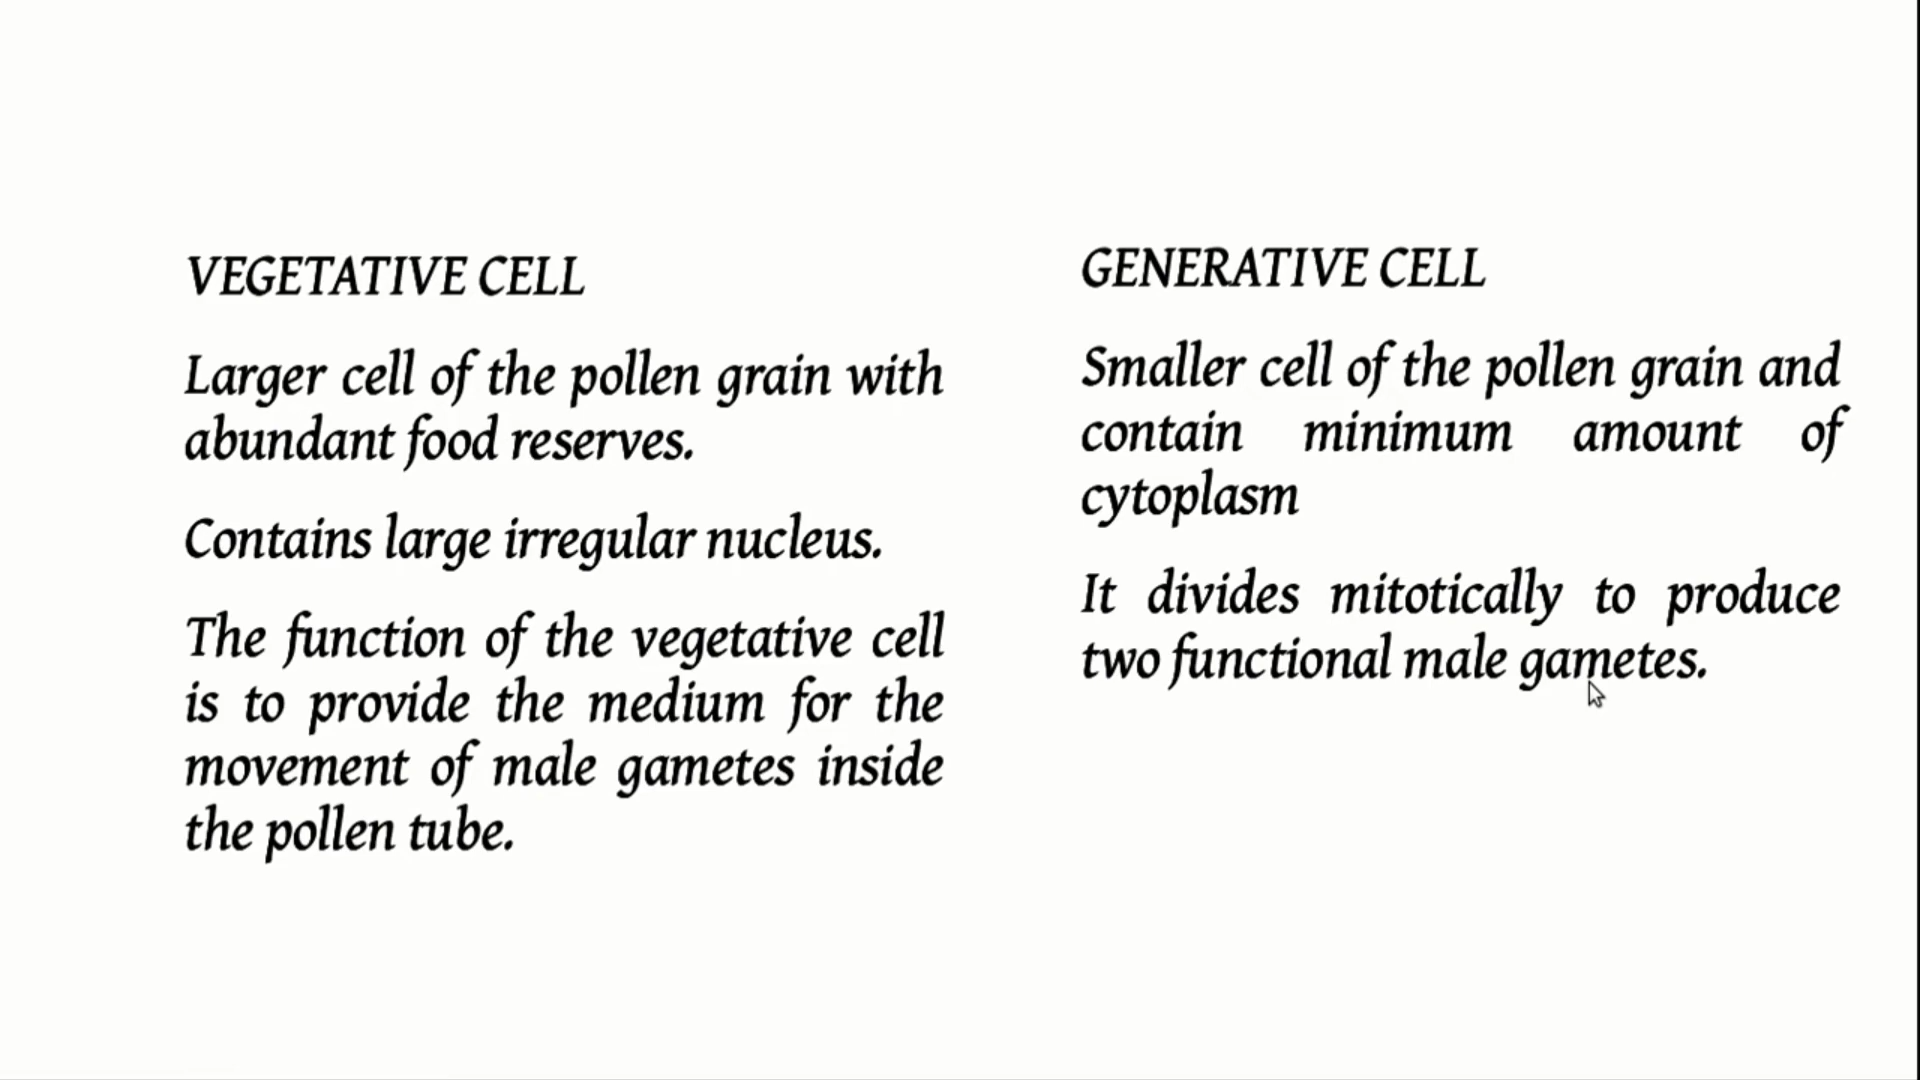 VEGETATIVE CELL
Larger cell of the pollen grain with
abundant food reserves.
Contains large irregular nucleus.
The function of the vegetative cell
is to provide the medium for the
movement of male gametes inside
the pollen tube.
GENERATIVE CELL
Smaller cell of the pollen grain and
contain minimum amount of
cytoplasm
It divides mitotically to produce
two functional male gametes.